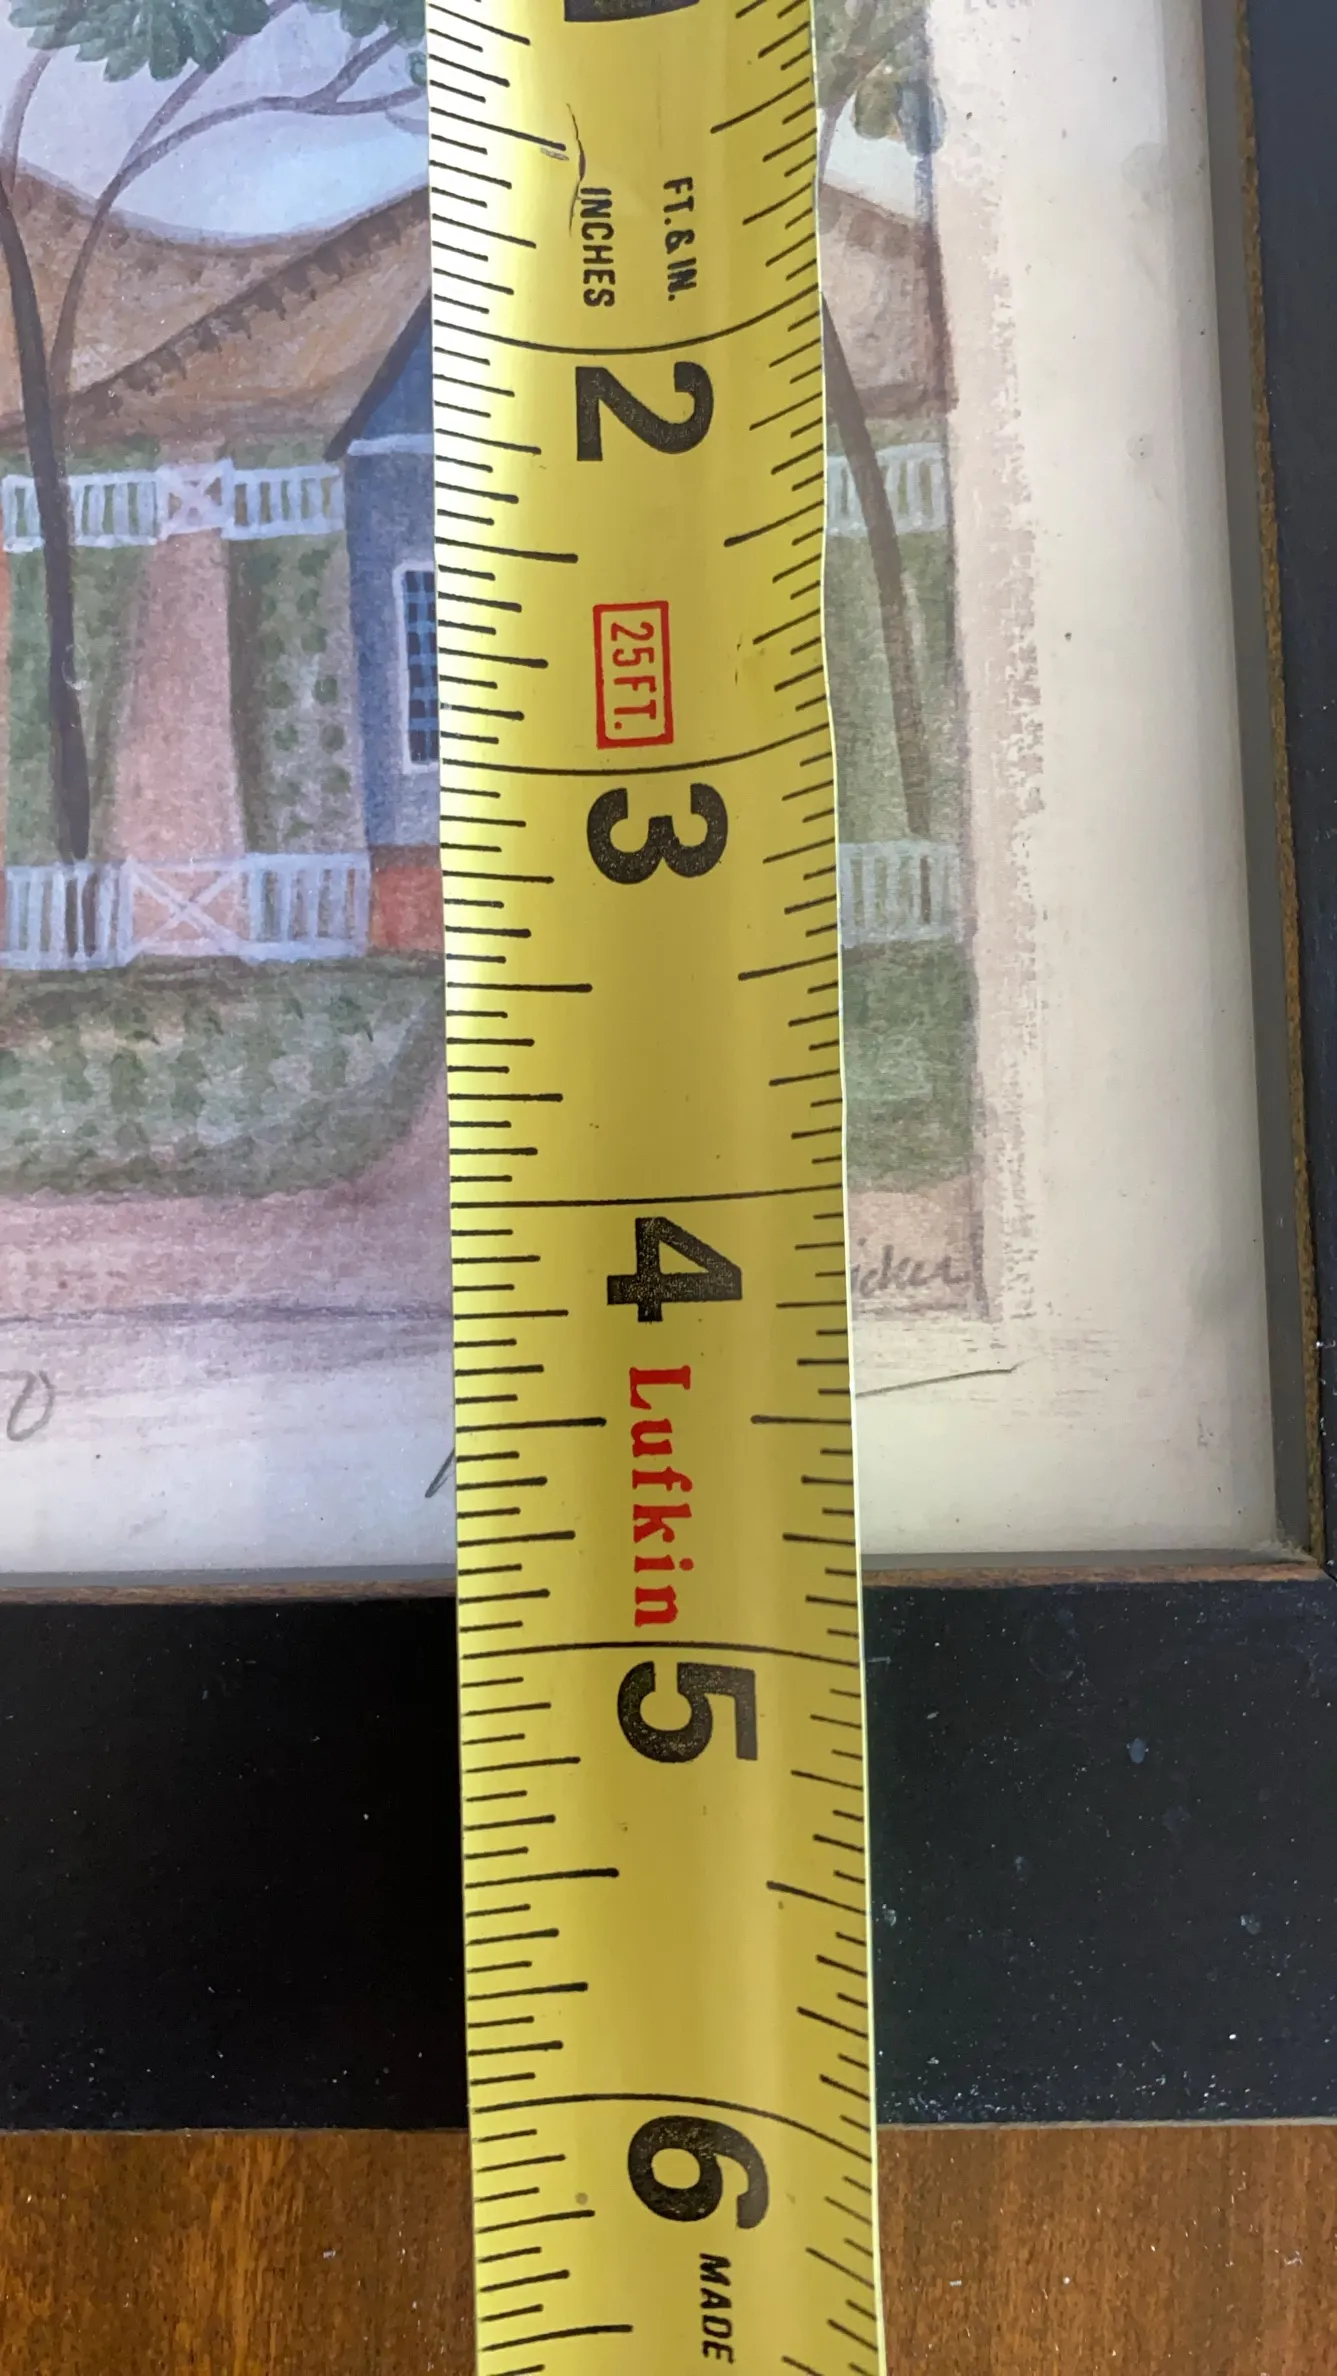 FT. & IN.
INCHES
2
25FT.
3
4
Lufkin
5
6
MADE